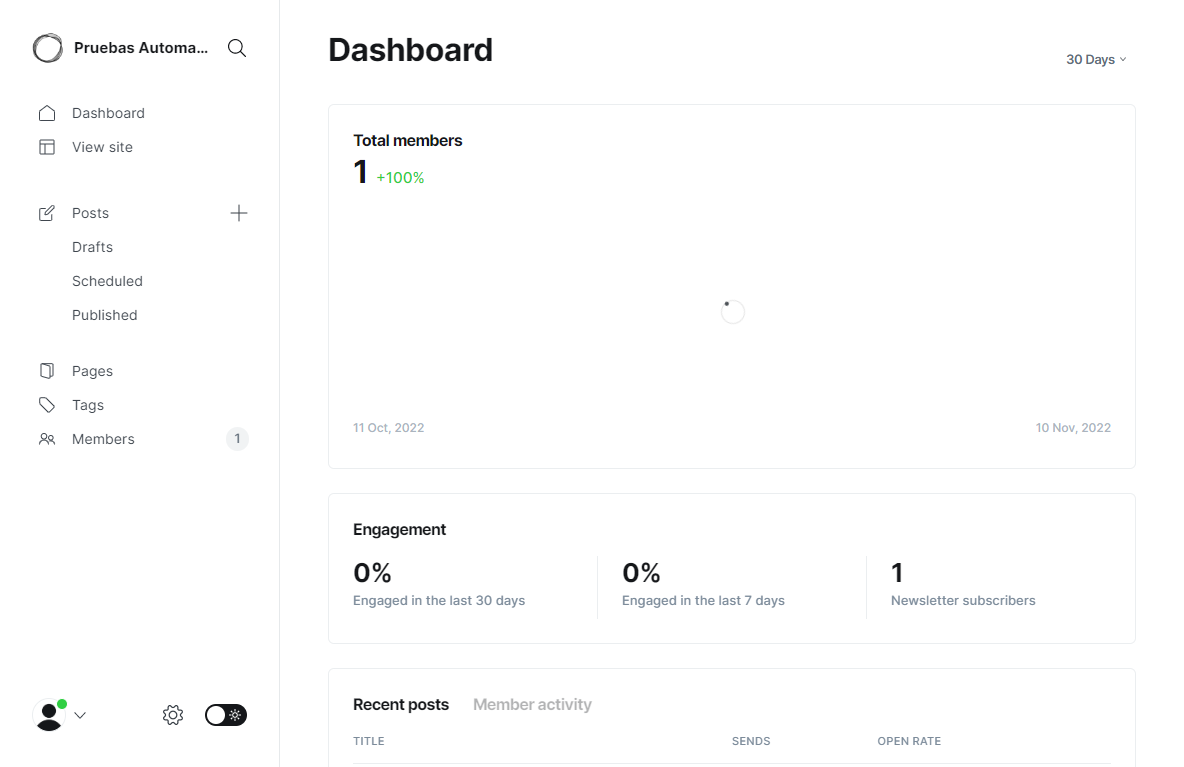 Pruebas Automa...
Dashboard
View site
Posts
Drafts
Scheduled
Published
Pages
Tags
Members 1
Dashboard
30 Days
Total members
1 +100%
11 Oct, 2022 10 Nov, 2022
Engagement
0% 0% 1
Engaged in the last 30 days Engaged in the last 7 days Newsletter subscribers
Recent posts Member activity
TITLE SENDS OPEN RATE